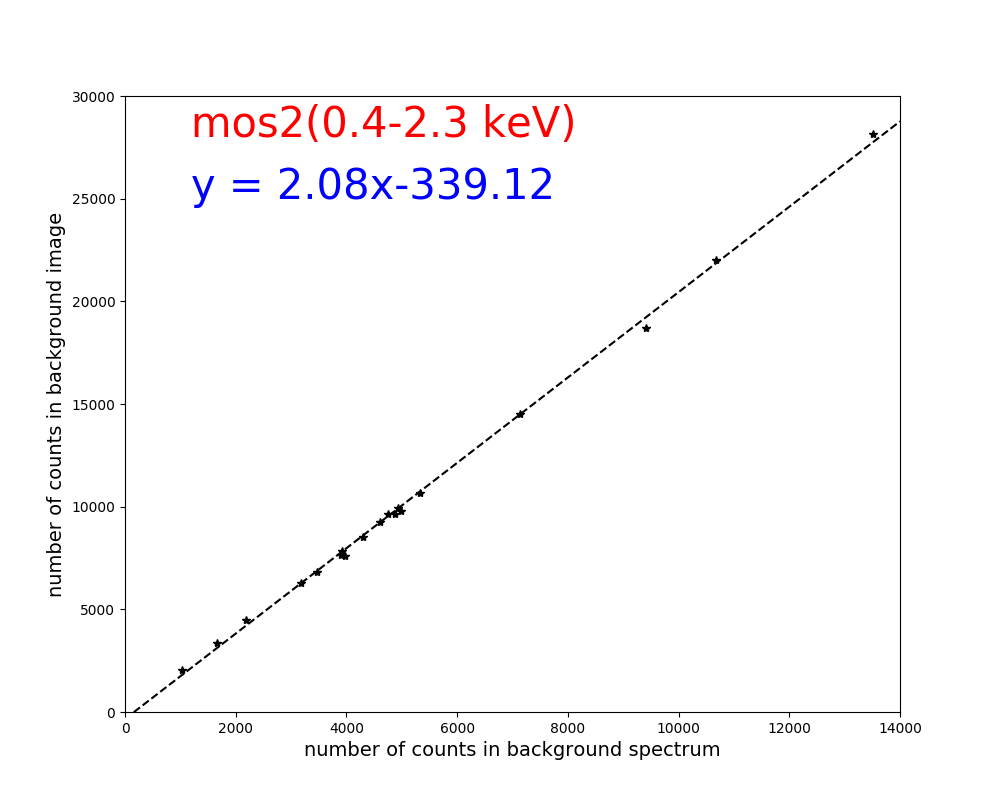 mos2(0.4-2.3 keV)
y = 2.08x-339.12
number of counts in background image
30000
25000
20000
15000
10000
5000
0
0 2000 4000 6000 8000 10000 12000 14000
number of counts in background spectrum